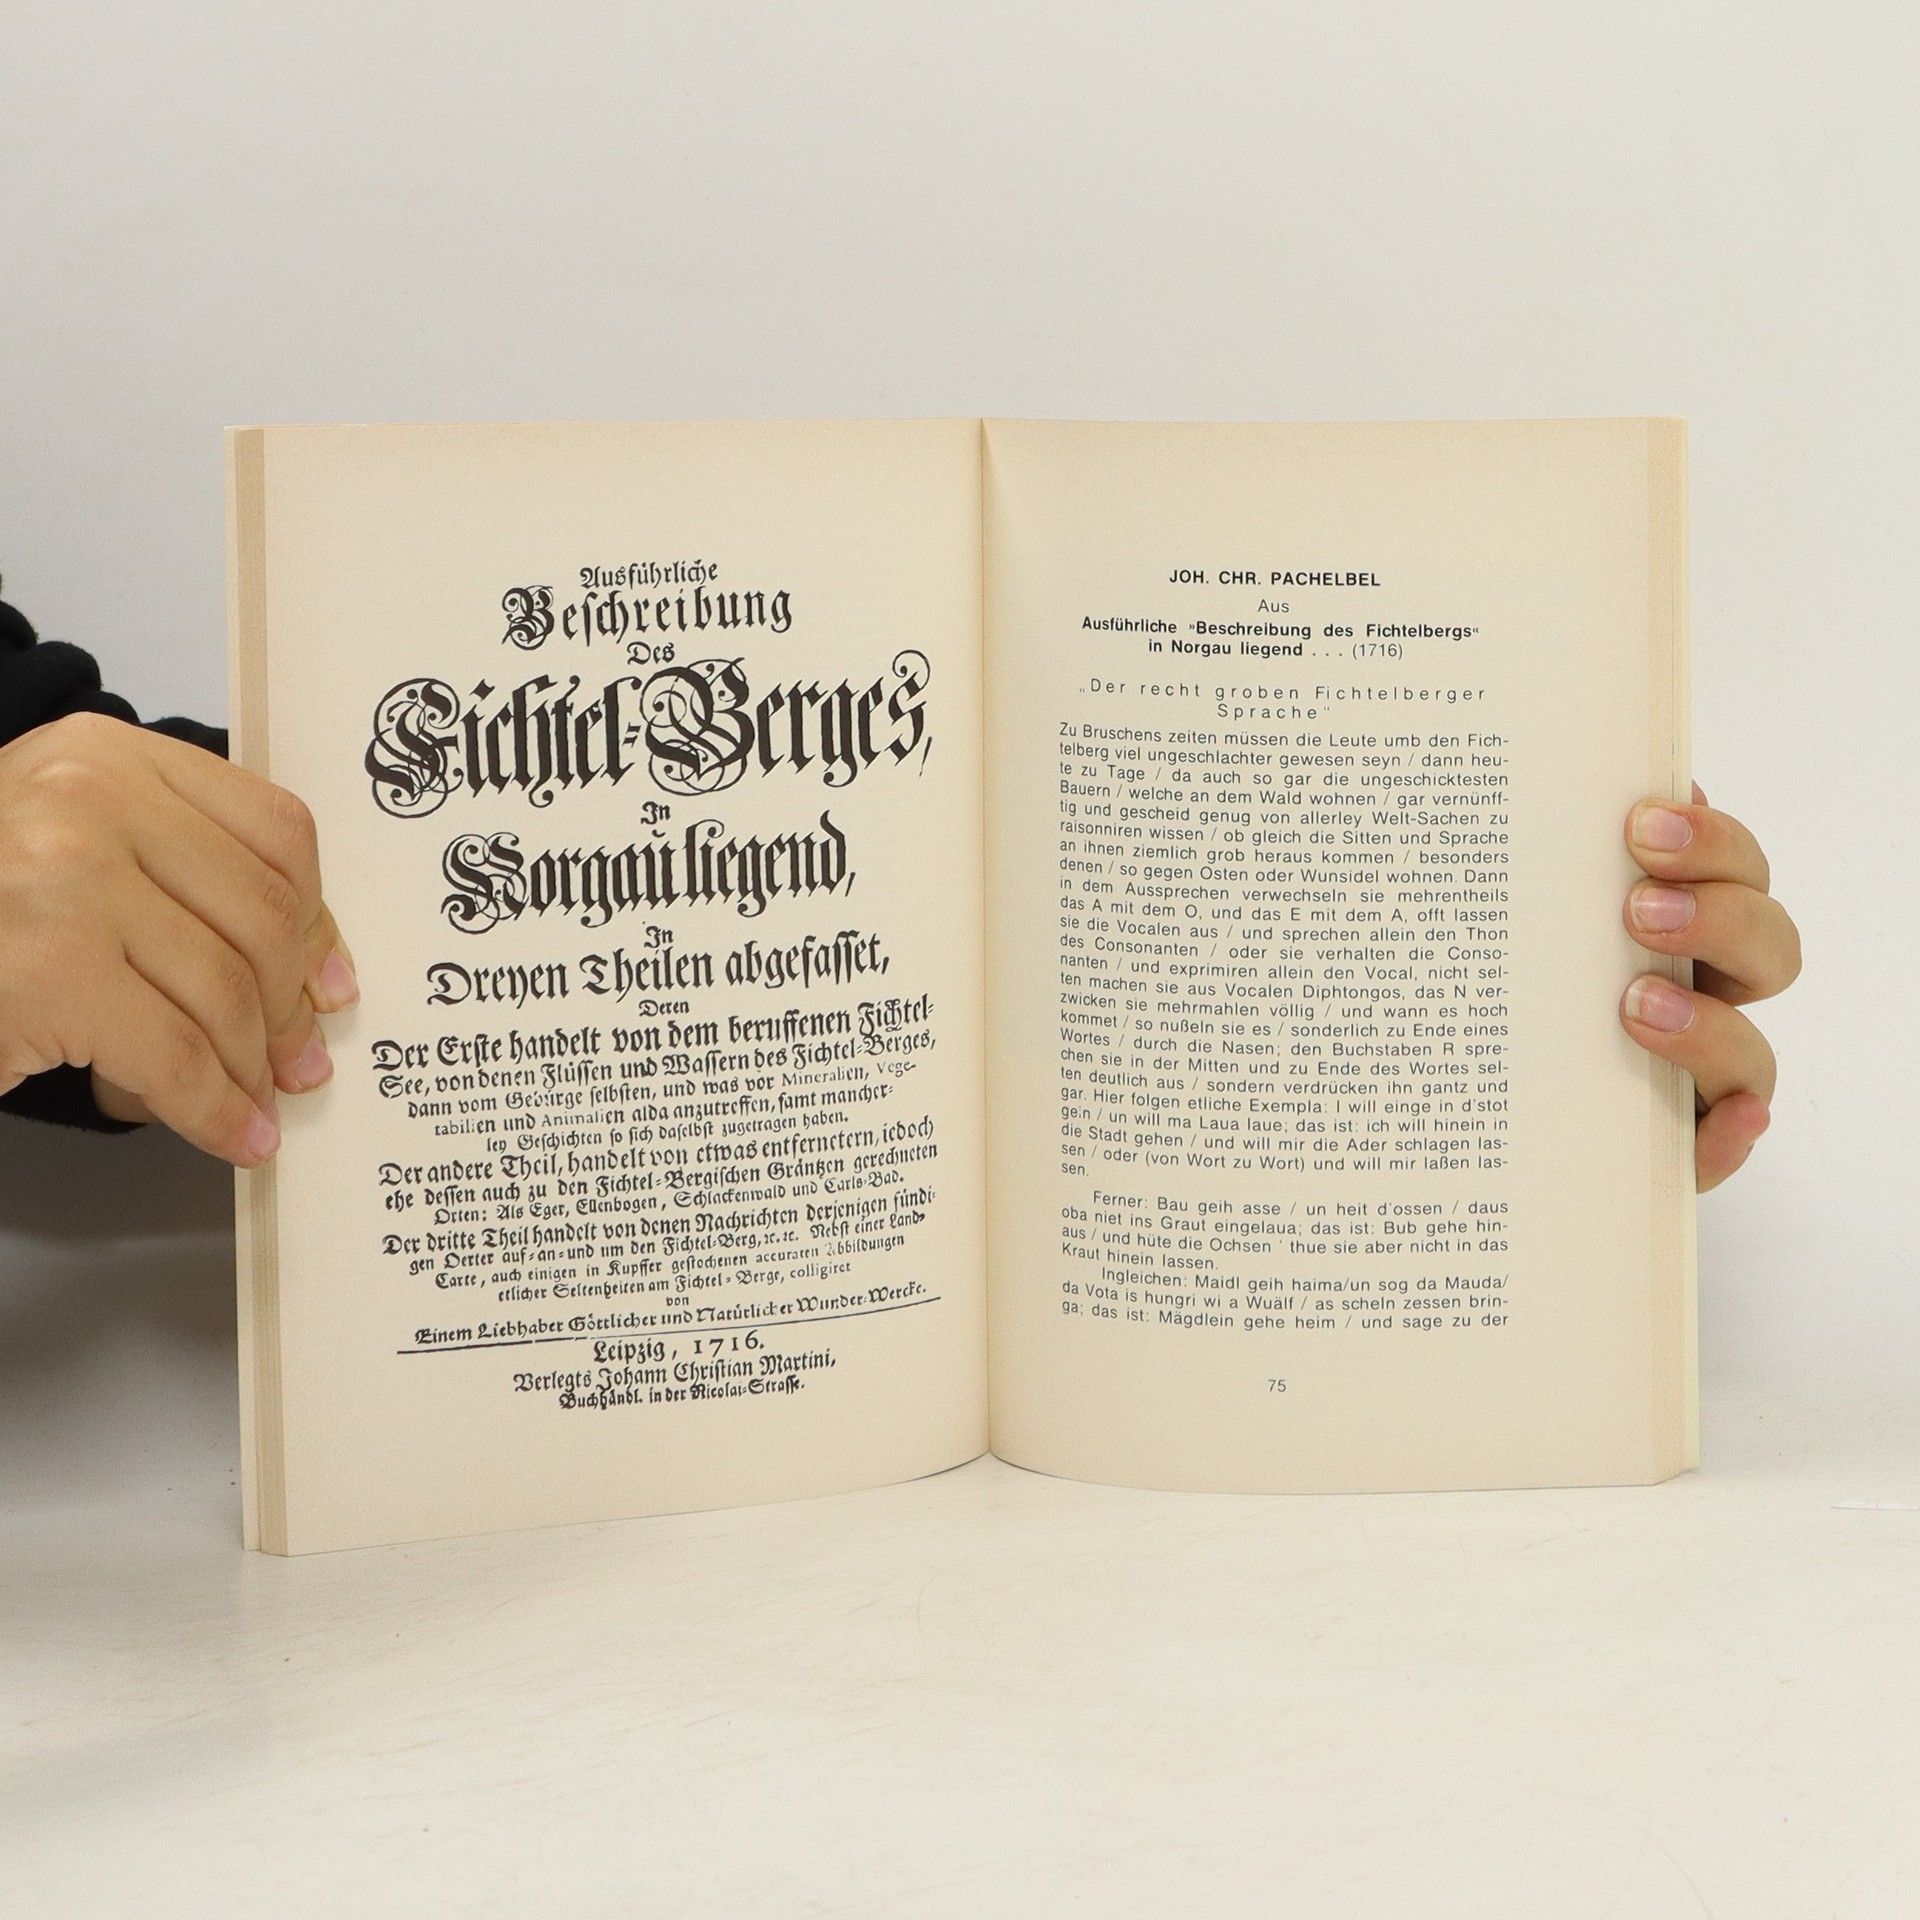 Ausführliche
Beschreibung
Des
Fichtel-Berges,
In
Norgau liegend,
In
Dreyen Theilen abgefasset,
Deren
Der Erste handelt von dem beruffenen Fichtel-
See, von denen Flüssen und Wassern des Fichtel-Berges,
dann vom Gebürge selbsten, und was vor Mineralien, Vege-
tabilien und Animalien alda anzutreffen, samt mancher-
ley Geschichten so sich daselbst zugetragen haben.
Der andere Theil, handelt von etwas entfernetern, iedoch
ehe dessen auch zu den Fichtel-Bergischen Gräntzen gerechneten
Orten: Als Eger, Ellenbogen, Schlackenwald und Carls-Bad.
Der dritte Theil handelt von denen Nachrichten derjenigen fündi-
gen Oerter auf-an-und um den Fichtel-Berg, ꝛc. ꝛc. Nebst einer Land-
Carte, auch einigen in Kupffer gestochenen accuraten Abbildungen
etlicher Seltenheiten am Fichtel-Berge, colligiret
von
Einem Liebhaber Göttlicher und Natürlicher Wunder-Wercke.
Leipzig, 1716.
Verlegts Johann Christian Martini,
Buchhändl. in der Nicolai-Strasse.
JOH. CHR. PACHELBEL
Aus
Ausführliche »Beschreibung des Fichtelbergs«
in Norgau liegend . . . (1716)
„Der recht groben Fichtelberger
Sprache“
Zu Bruschens zeiten müssen die Leute umb den Fich-
telberg viel ungeschlachter gewesen seyn / dann heu-
te zu Tage / da auch so gar die ungeschicktesten
Bauern / welche an dem Wald wohnen / gar vernünff-
tig und gescheid genug von allerley Welt-Sachen zu
raisonniren wissen / ob gleich die Sitten und Sprache
an ihnen ziemlich grob heraus kommen / besonders
denen / so gegen Osten oder Wunsidel wohnen. Dann
in dem Aussprechen verwechseln sie mehrentheils
das A mit dem O, und das E mit dem A, offt lassen
sie die Vocalen aus / und sprechen allein den Thon
des Consonanten / oder sie verhalten die Conso-
nanten / und exprimiren allein den Vocal, nicht sel-
ten machen sie aus Vocalen Diphtongos, das N ver-
zwicken sie mehrmahlen völlig / und wann es hoch
kommet / so nußeln sie es / sonderlich zu Ende eines
Wortes / durch die Nasen; den Buchstaben R spre-
chen sie in der Mitten und zu Ende des Wortes sel-
ten deutlich aus / sondern verdrücken ihn gantz und
gar. Hier folgen etliche Exempla: I will einge in d'stot
gein / un will ma Laua laue; das ist: ich will hinein in
die Stadt gehen / und will mir die Ader schlagen las-
sen / oder (von Wort zu Wort) und will mir laßen las-
sen.
Ferner: Bau geih asse / un heit d'ossen / daus
oba niet ins Graut eingelaua; das ist: Bub gehe hin-
aus / und hüte die Ochsen ' thue sie aber nicht in das
Kraut hinein lassen.
Ingleichen: Maidl geih haima/un sog da Mauda/
da Vota is hungri wi a Wuälf / as scheln zessen brin-
ga; das ist: Mägdlein gehe heim / und sage zu der
75